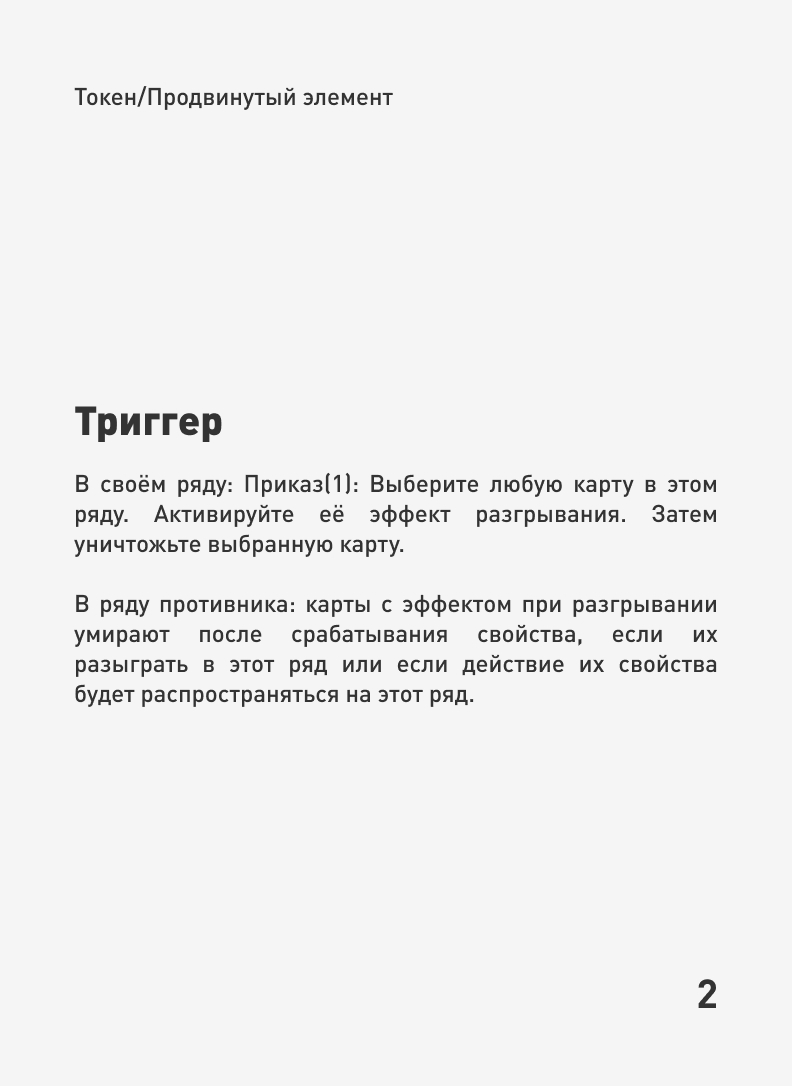 Токен/Продвинутый элемент
Триггер
В своём ряду: Приказ(1): Выберите любую карту в этом
ряду. Активируйте её эффект разгрывания. Затем
уничтожьте выбранную карту.
В ряду противника: карты с эффектом при разгрывании
умирают после срабатывания свойства, если их
разыграть в этот ряд или если действие их свойства
будет распространяться на этот ряд.
2